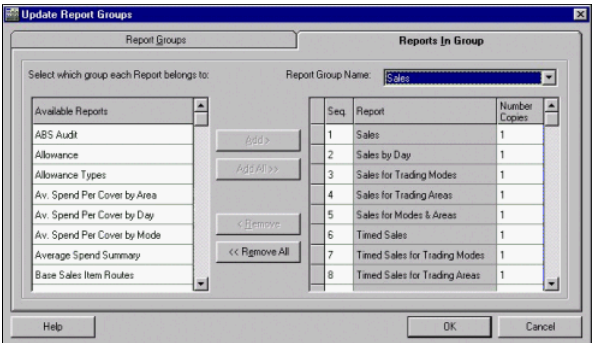 Update Report Groups
Report Groups
Reports In Group
Select which group each Report belongs to:
Report Group Name:
Sales
Available Reports
ABS Audit
Allowance
Allowance Types
Av. Spend Per Cover by Area
Av. Spend Per Cover by Day
Av. Spend Per Cover by Mode
Average Spend Summary
Base Sales Item Routes
Add >
Add All >>
< Remove
<< Remove All
Seq. Report Number Copies
1 Sales 1
2 Sales by Day 1
3 Sales for Trading Modes 1
4 Sales for Trading Areas 1
5 Sales for Modes & Areas 1
6 Timed Sales 1
7 Timed Sales for Trading Modes 1
8 Timed Sales for Trading Areas 1
Help
OK
Cancel